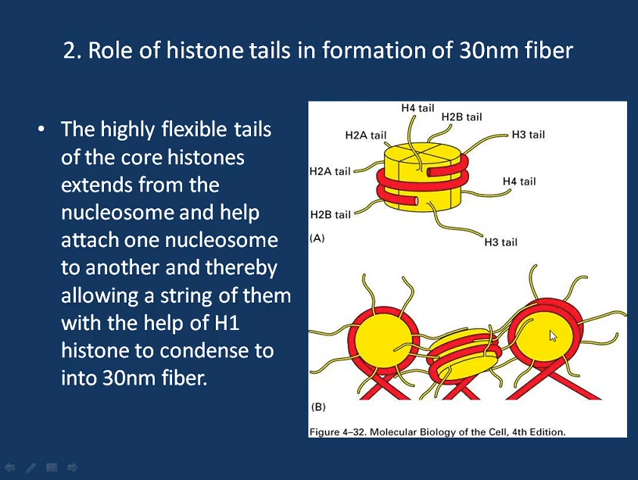 2. Role of histone tails in formation of 30nm fiber
• The highly flexible tails
of the core histones
extends from the
nucleosome and help
attach one nucleosome
to another and thereby
allowing a string of them
with the help of H1
histone to condense to
into 30nm fiber.
H4 tail
H2B tail
H2A tail
H3 tail
H2A tail
H4 tail
H2B tail
(A)
H3 tail
(B)
Figure 4–32. Molecular Biology of the Cell, 4th Edition.